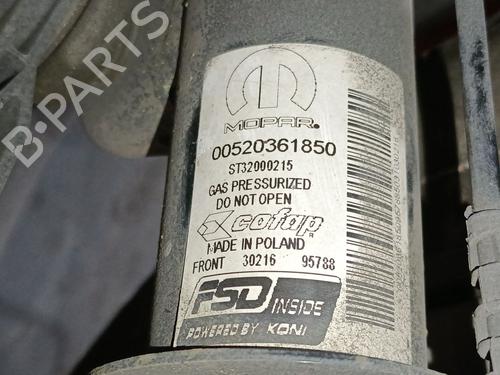 MOPAR®
00520361850
ST32000215
GAS PRESSURIZED
DO NOT OPEN
cofap®
MADE IN POLAND
FRONT 30216 95788
FSD INSIDE
POWERED BY KONI
B-PARTS